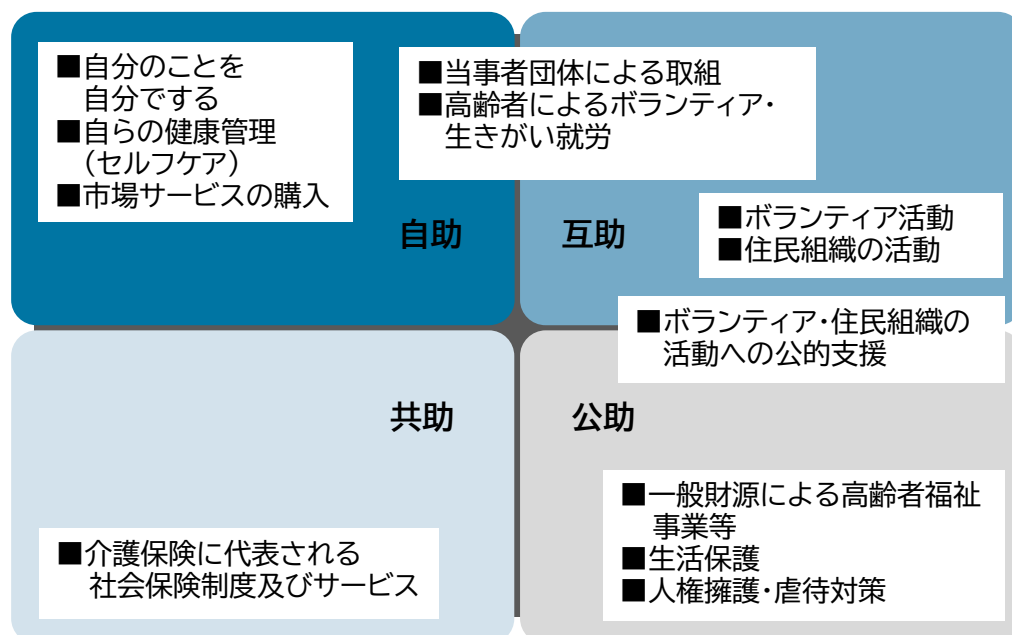 ■自分のことを
自分でする
■自らの健康管理
(セルフケア)
■市場サービスの購入
■当事者団体による取組
■高齢者によるボランティア・
生きがい就労
自助
互助
■ボランティア活動
■住民組織の活動
■ボランティア・住民組織の
活動への公的支援
共助
公助
■介護保険に代表される
社会保険制度及びサービス
■一般財源による高齢者福祉
事業等
■生活保護
■人権擁護・虐待対策